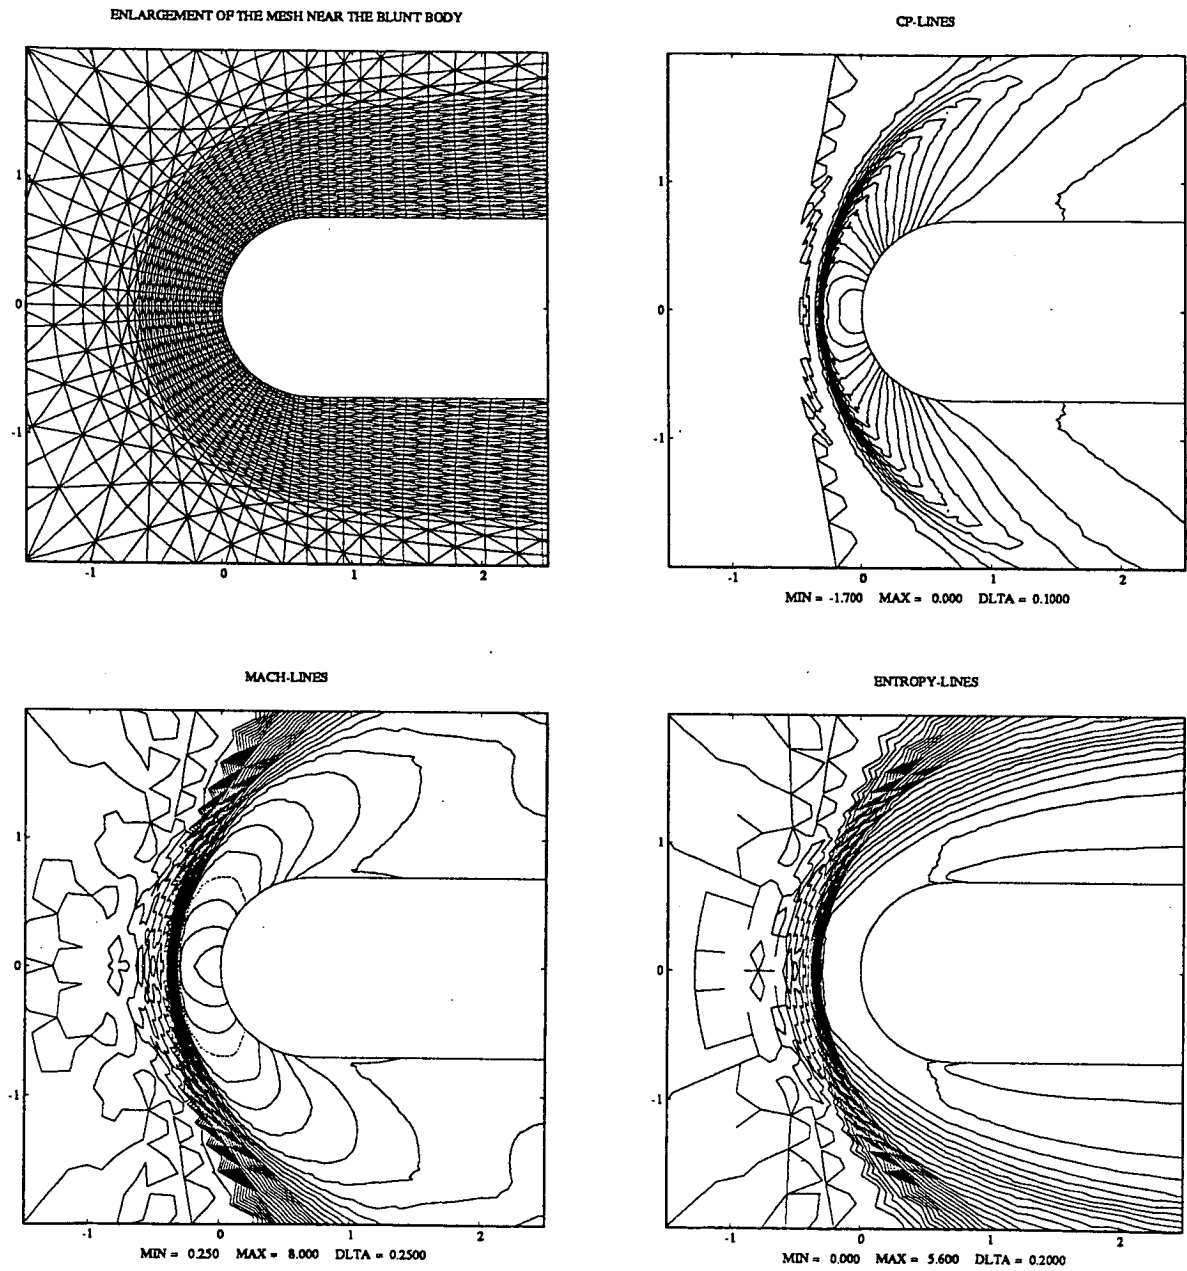 ENLARGEMENT OF THE MESH NEAR THE BLUNT BODY
1
0
-1
-1 0 1 2
CP-LINES
1
0
-1
-1 0 1 2
MIN = -1.700 MAX = 0.000 DLTA = 0.1000
MACH-LINES
1
0
-1
-1 0 1 2
MIN = 0.250 MAX = 8.000 DLTA = 0.2500
ENTROPY-LINES
1
0
-1
-1 0 1 2
MIN = 0.000 MAX = 5.600 DLTA = 0.2000